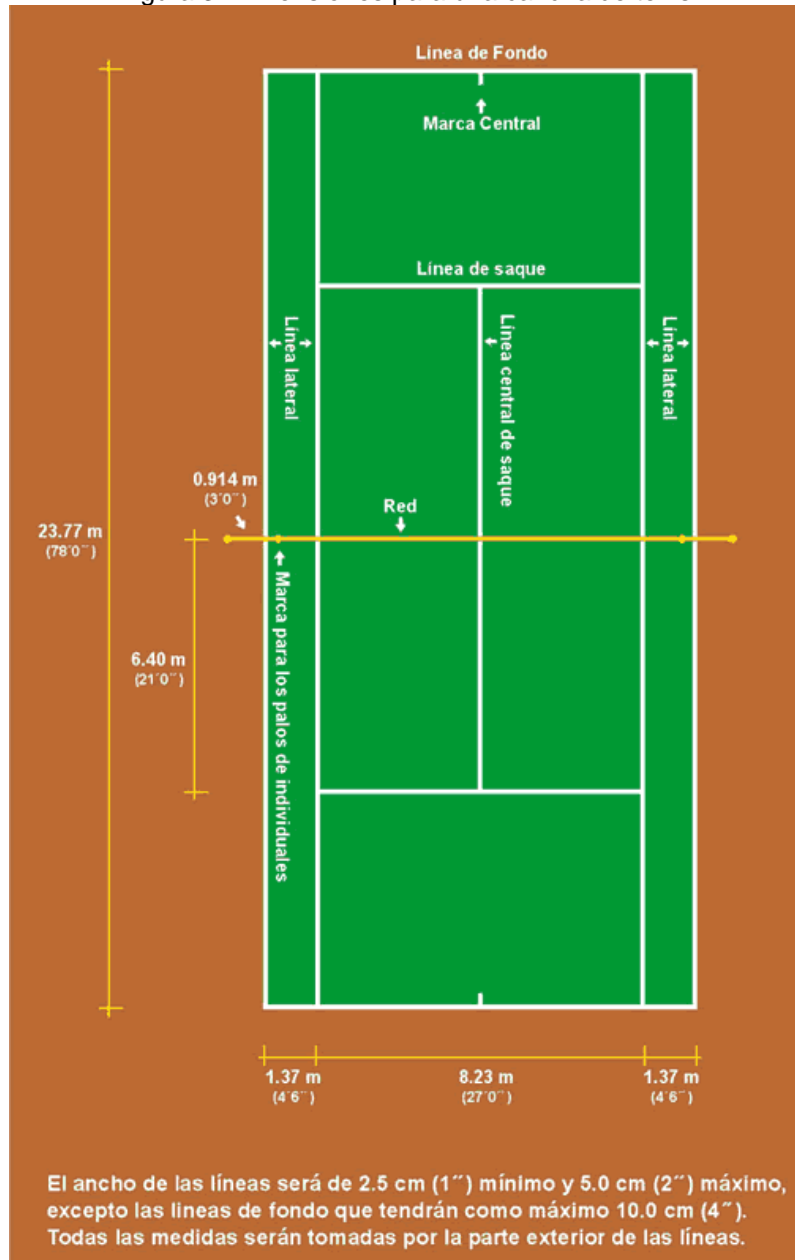 para una
Línea de Fondo
Marca Central
Línea de saque
Línea lateral
Línea central de saque
Línea lateral
0.914 m
(3´0˝)
Red
23.77 m
(78´0˝)
Marca para los palos de individuales
6.40 m
(21´0˝)
1.37 m
(4´6˝)
8.23 m
(27´0˝)
1.37 m
(4´6˝)
El ancho de las líneas será de 2.5 cm (1˝) mínimo y 5.0 cm (2˝) máximo,
excepto las lineas de fondo que tendrán como máximo 10.0 cm (4˝).
Todas las medidas serán tomadas por la parte exterior de las líneas.